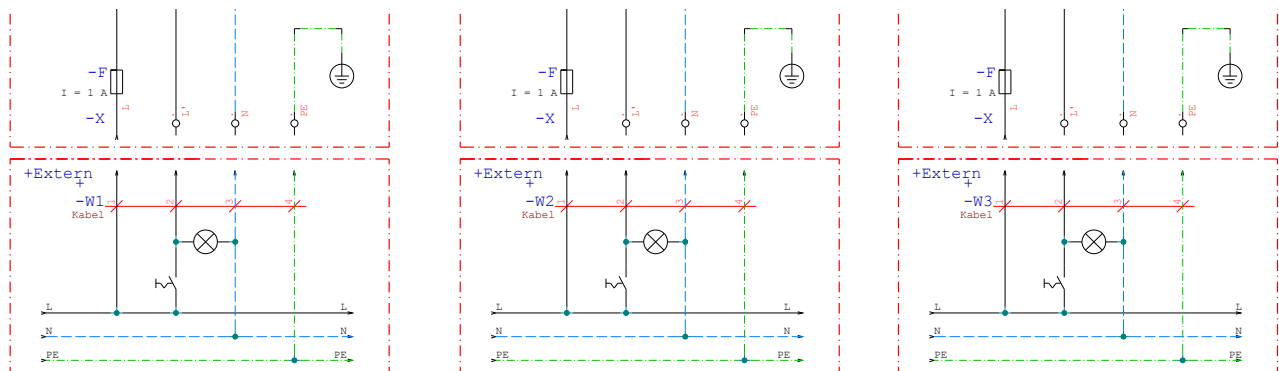 -F
I = 1 A
L
-X
L'
N
PE
+Extern
+
-W1
Kabel
1
2
3
4
L
L
N
N
PE
PE
-F
I = 1 A
L
-X
L'
N
PE
+Extern
+
-W2
Kabel
1
2
3
4
L
L
N
N
PE
PE
-F
I = 1 A
L
-X
L'
N
PE
+Extern
+
-W3
Kabel
1
2
3
4
L
L
N
N
PE
PE